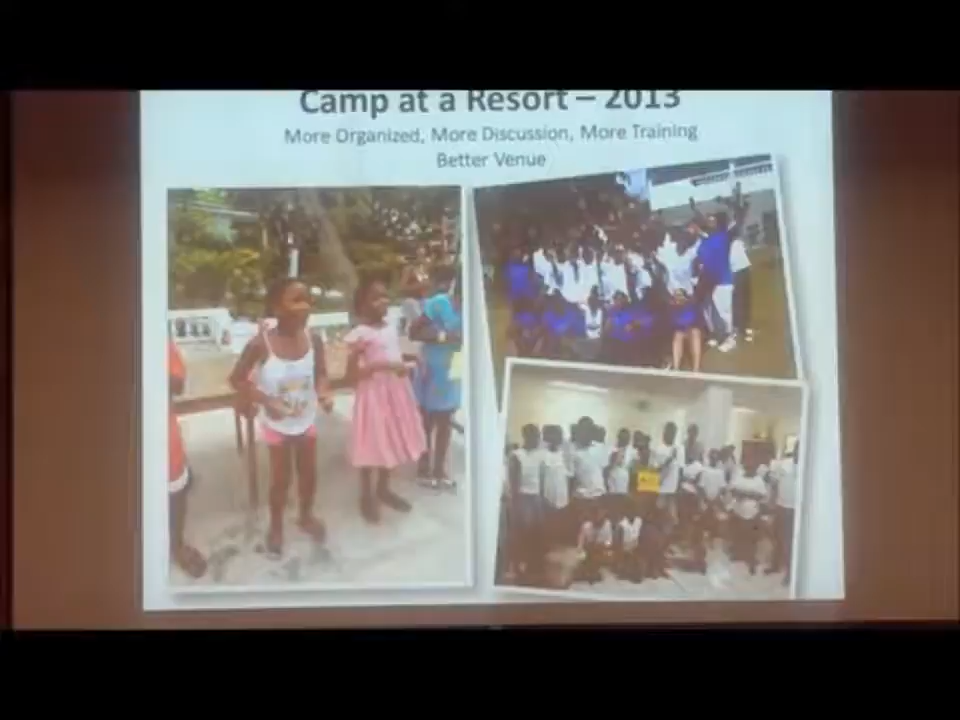 Camp at a Resort – 2013
More Organized, More Discussion, More Training
Better Venue